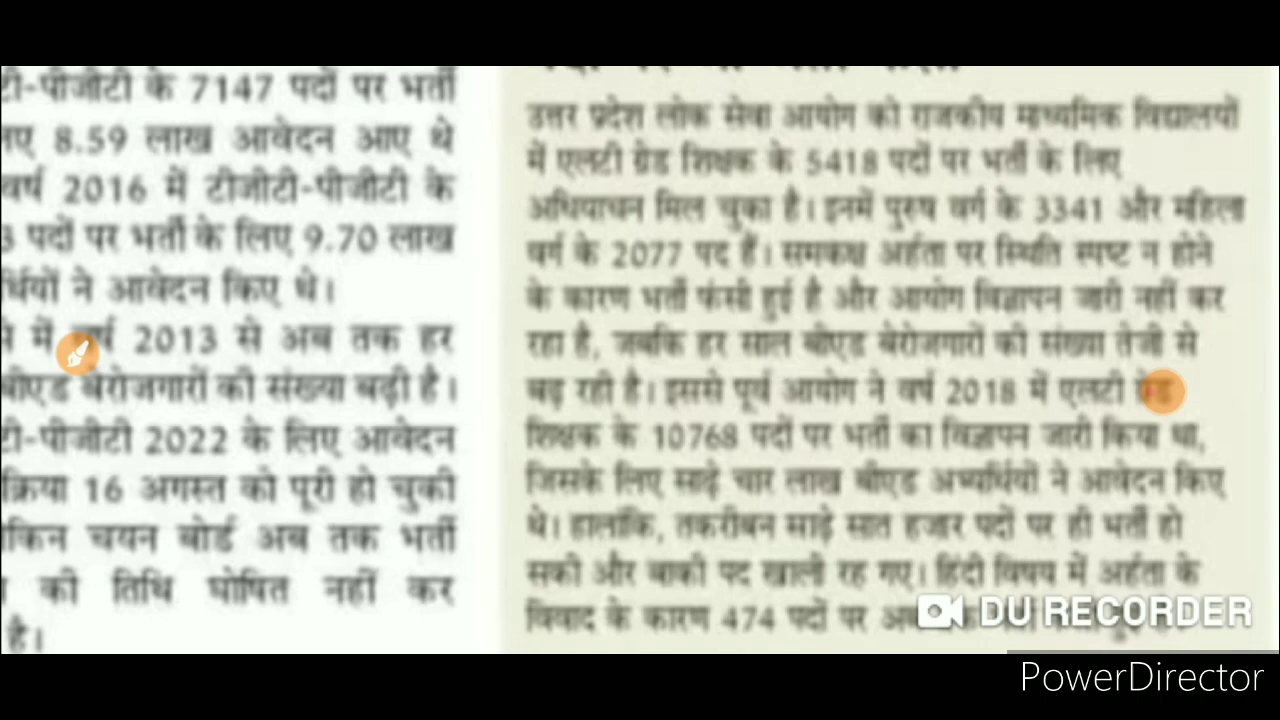 टी-पीजीटी के 7147 पदों पर भर्ती
लिए 8.59 लाख आवेदन आए थे
वर्ष 2016 में टीजीटी-पीजीटी के
3 पदों पर भर्ती के लिए 9.70 लाख
र्थियों ने आवेदन किए थे।
में वर्ष 2013 से अब तक हर
बीएड बेरोजगारों की संख्या बढ़ी है।
टी-पीजीटी 2022 के लिए आवेदन
क्रिया 16 अगस्त को पूरी हो चुकी
किन चयन बोर्ड अब तक भर्ती
की तिथि घोषित नहीं कर
है।
उत्तर प्रदेश लोक सेवा आयोग को राजकीय माध्यमिक विद्यालयों
में एलटी ग्रेड शिक्षक के 5418 पदों पर भर्ती के लिए
अधियाचन मिल चुका है। इनमें पुरुष वर्ग के 3341 और महिला
वर्ग के 2077 पद हैं। समकक्ष अर्हता पर स्थिति स्पष्ट न होने
के कारण भर्ती फंसी हुई है और आयोग विज्ञापन जारी नहीं कर
रहा है, जबकि हर साल बीएड बेरोजगारों की संख्या तेजी से
बढ़ रही है। इससे पूर्व आयोग ने वर्ष 2018 में एलटी ग्रेड
शिक्षक के 10768 पदों पर भर्ती का विज्ञापन जारी किया था,
जिसके लिए साढ़े चार लाख बीएड अभ्यर्थियों ने आवेदन किए
थे। हालांकि, तकरीबन साढ़े सात हजार पदों पर ही भर्ती हो
सकी और बाकी पद खाली रह गए। हिंदी विषय में अर्हता के
विवाद के कारण 474 पदों पर
DU RECORDER
PowerDirector